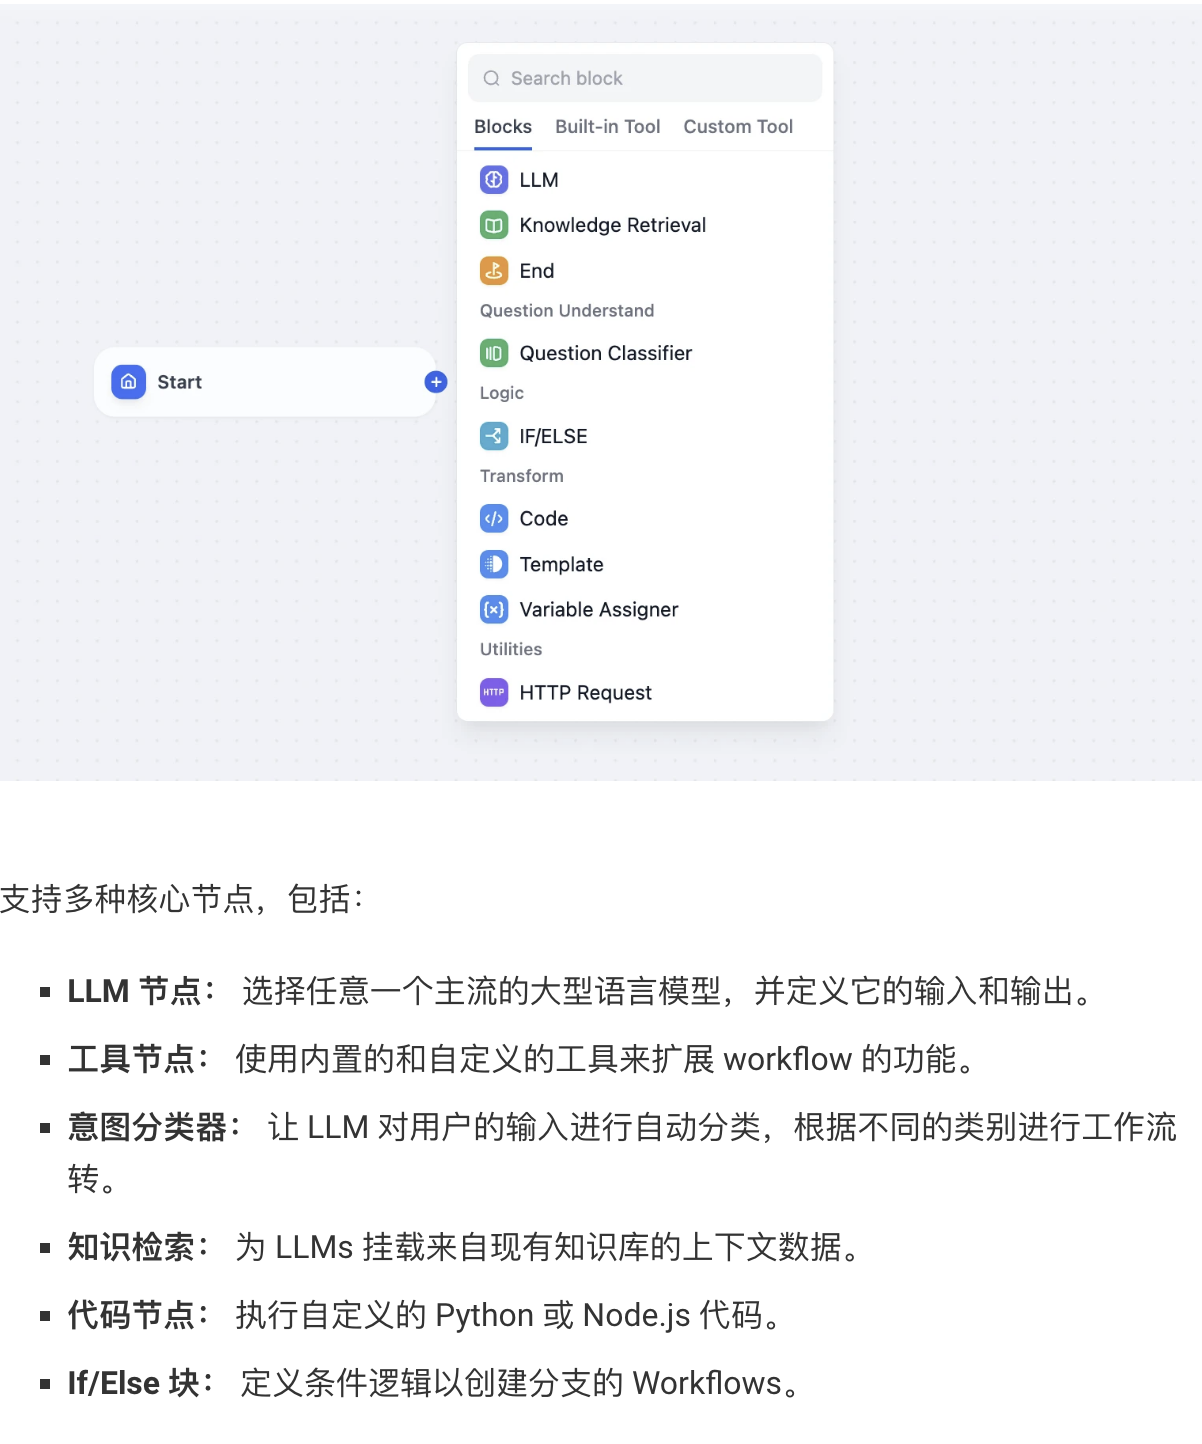 Search block
Blocks Built-in Tool Custom Tool
LLM
Knowledge Retrieval
End
Question Understand
Question Classifier
Start
Logic
IF/ELSE
Transform
Code
Template
Variable Assigner
Utilities
HTTP HTTP Request
支持多种核心节点，包括：
LLM 节点： 选择任意一个主流的大型语言模型，并定义它的输入和输出。
工具节点： 使用内置的和自定义的工具来扩展 workflow 的功能。
意图分类器： 让 LLM 对用户的输入进行自动分类，根据不同的类别进行工作流
转。
知识检索： 为 LLMs 挂载来自现有知识库的上下文数据。
代码节点： 执行自定义的 Python 或 Node.js 代码。
If/Else 块： 定义条件逻辑以创建分支的 Workflows。